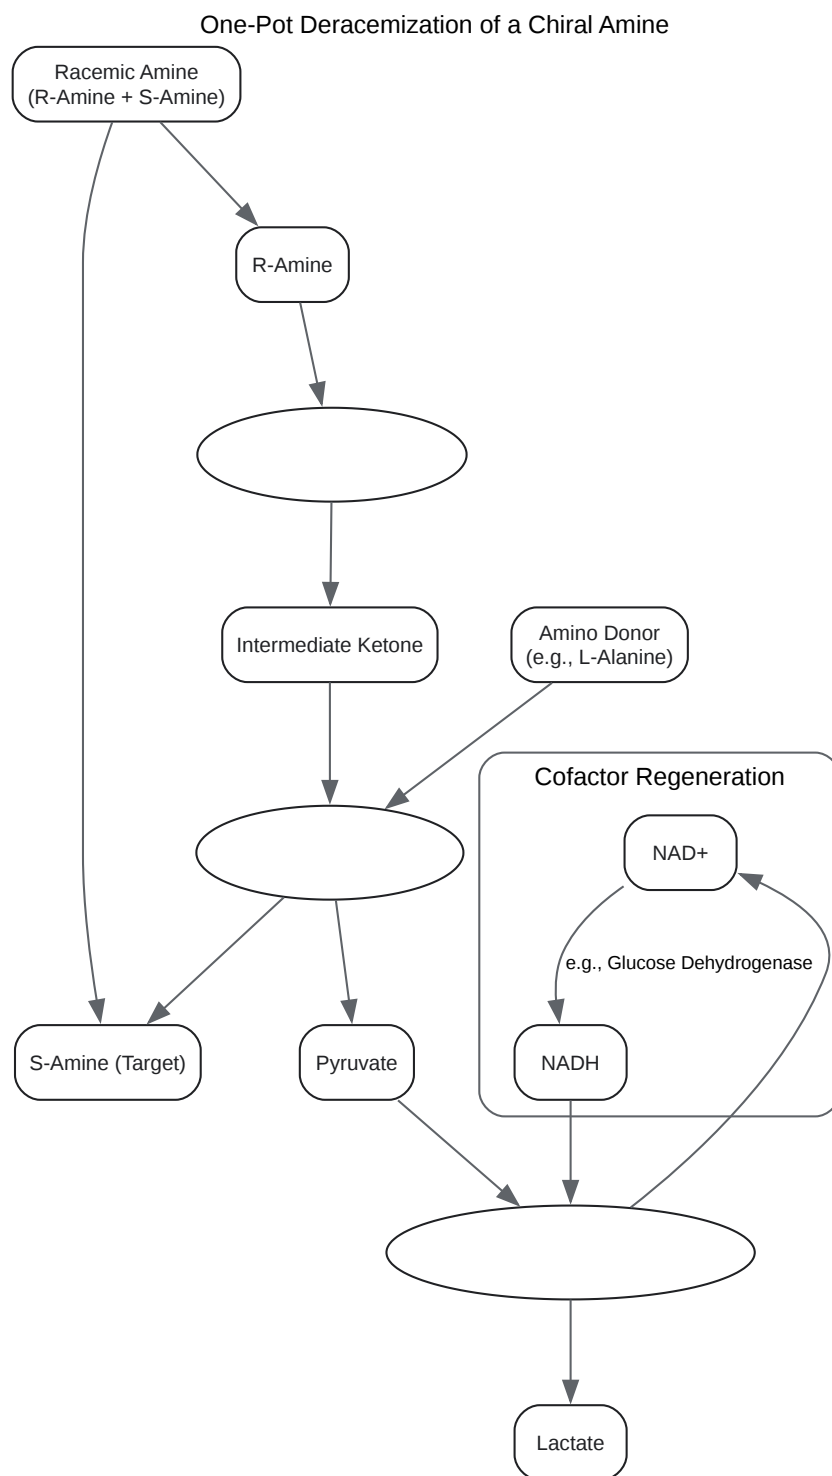 One-Pot Deracemization of a Chiral Amine
Racemic Amine
(R-Amine + S-Amine)
R-Amine
Intermediate Ketone
Amino Donor
(e.g., L-Alanine)
Cofactor Regeneration
NAD+
e.g., Glucose Dehydrogenase
S-Amine (Target)
Pyruvate
NADH
Lactate